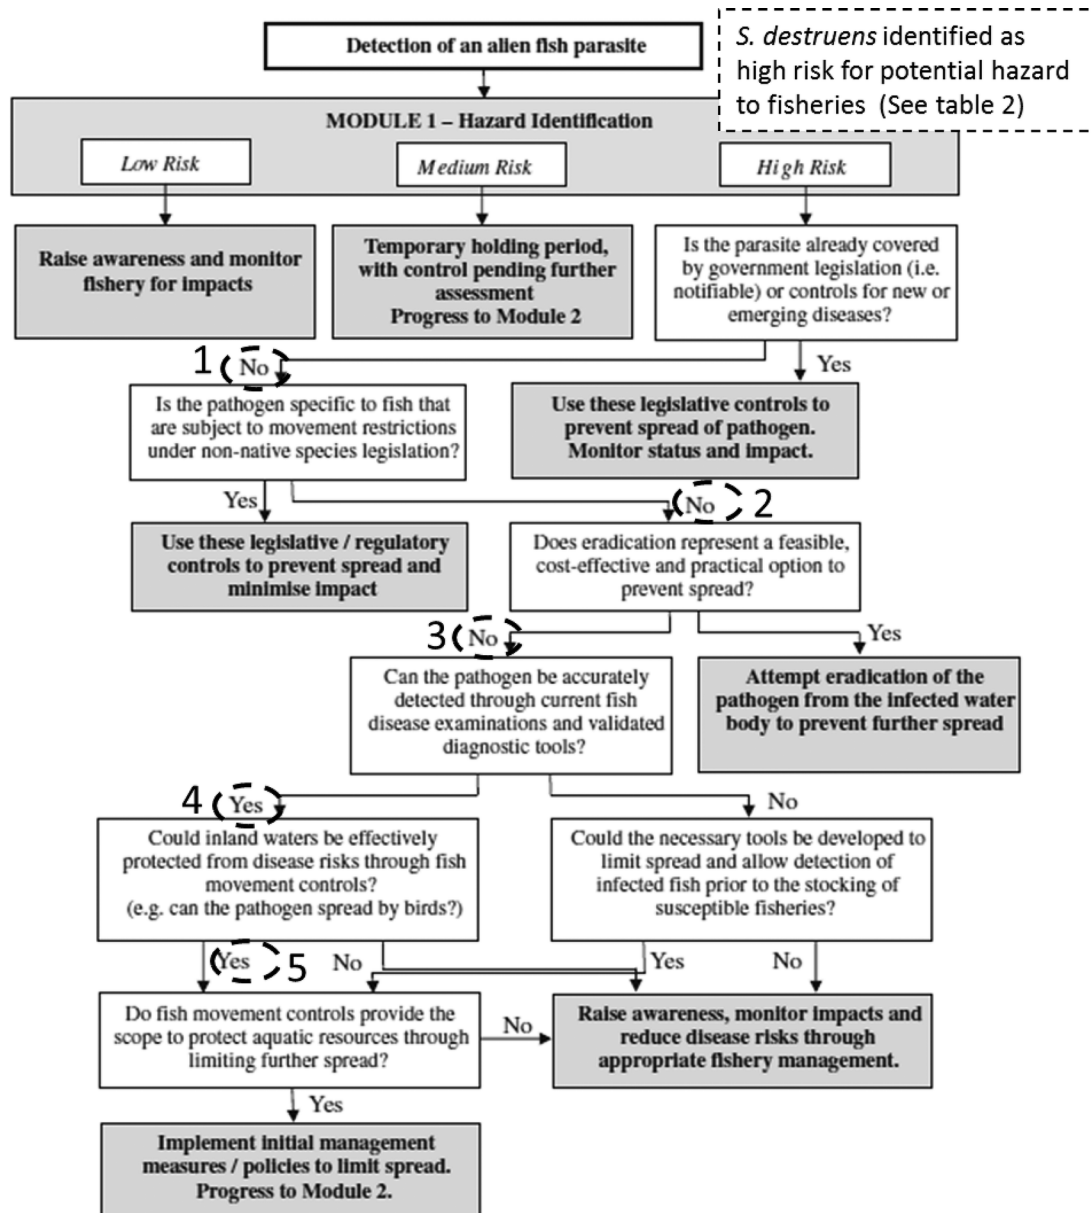 Detection of an alien fish parasite
S. destruens identified as
high risk for potential hazard
to fisheries  (See table 2)
MODULE 1 – Hazard Identification
Low Risk
Medium Risk
High Risk
Raise awareness and monitor
fishery for impacts
Temporary holding period,
with control pending further
assessment
Progress to Module 2
Is the parasite already covered
by government legislation (i.e.
notifiable) or controls for new or
emerging diseases?
1
No
Yes
Is the pathogen specific to fish that
are subject to movement restrictions
under non-native species legislation?
Use these legislative controls to
prevent spread of pathogen.
Monitor status and impact.
Yes
No
2
Use these legislative / regulatory
controls to prevent spread and
minimise impact
Does eradication represent a feasible,
cost-effective and practical option to
prevent spread?
3
No
Yes
Can the pathogen be accurately
detected through current fish
disease examinations and validated
diagnostic tools?
Attempt eradication of the
pathogen from the infected water
body to prevent further spread
4
Yes
No
Could inland waters be effectively
protected from disease risks through fish
movement controls?
(e.g. can the pathogen spread by birds?)
Could the necessary tools be developed to
limit spread and allow detection of
infected fish prior to the stocking of
susceptible fisheries?
Yes
5
No
Yes
No
Do fish movement controls provide the
scope to protect aquatic resources through
limiting further spread?
No
Raise awareness, monitor impacts and
reduce disease risks through
appropriate fishery management.
Yes
Implement initial management
measures / policies to limit spread.
Progress to Module 2.